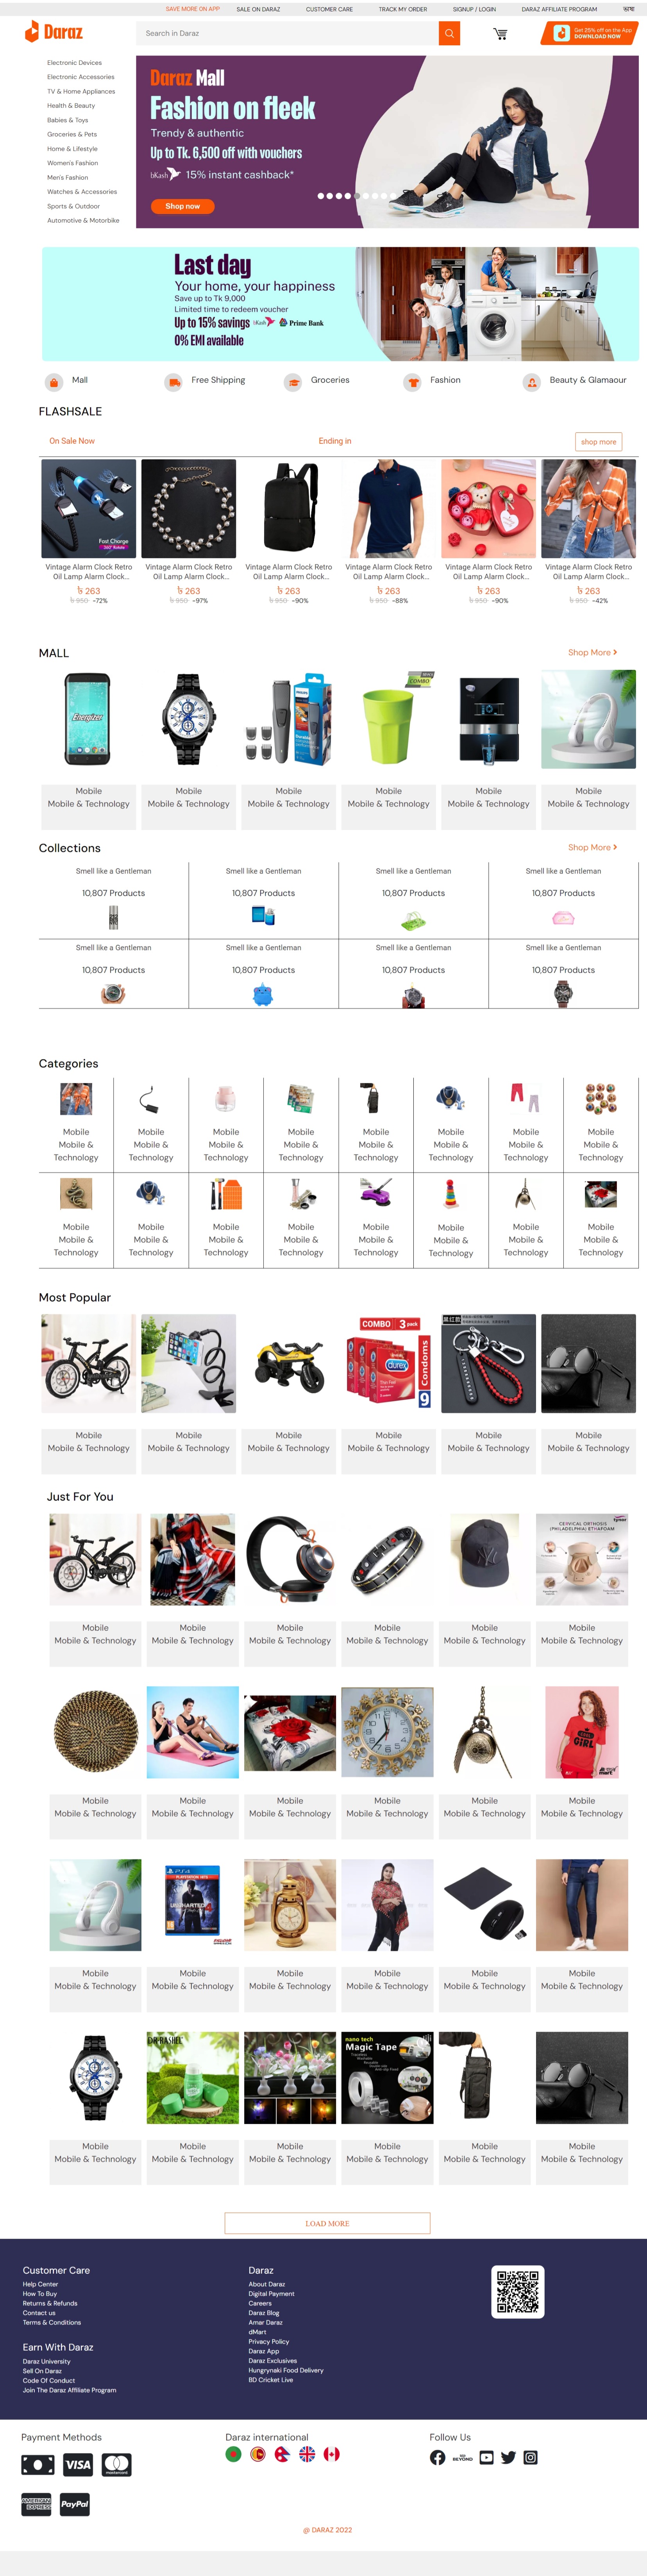 SAVE MORE ON APP SALE ON DARAZ CUSTOMER CARE TRACK MY ORDER SIGNUP / LOGIN DARAZ AFFILIATE PROGRAM ভাষা
Daraz
Search in Daraz
Get 25% off on the App
DOWNLOAD NOW
Electronic Devices
Electronic Accessories
TV & Home Appliances
Health & Beauty
Babies & Toys
Groceries & Pets
Home & Lifestyle
Women's Fashion
Men's Fashion
Watches & Accessories
Sports & Outdoor
Automotive & Motorbike
Daraz Mall
Fashion on fleek
Trendy & authentic
Up to Tk. 6,500 off with vouchers
bKash 15% instant cashback*
Shop now
Last day
Your home, your happiness
Save up to Tk 9,000
Limited time to redeem voucher
Up to 15% savings bKash Prime Bank
0% EMI available
Mall Free Shipping Groceries Fashion Beauty & Glamaour
FLASHSALE
On Sale Now Ending in shop more
Fast Charge
360° Rotate
Vintage Alarm Clock Retro Vintage Alarm Clock Retro Vintage Alarm Clock Retro Vintage Alarm Clock Retro Vintage Alarm Clock Retro Vintage Alarm Clock Retro
Oil Lamp Alarm Clock... Oil Lamp Alarm Clock... Oil Lamp Alarm Clock... Oil Lamp Alarm Clock... Oil Lamp Alarm Clock... Oil Lamp Alarm Clock...
৳ 263 ৳ 263 ৳ 263 ৳ 263 ৳ 263 ৳ 263
৳ 950 -72% ৳ 950 -97% ৳ 950 -90% ৳ 950 -88% ৳ 950 -90% ৳ 950 -42%
MALL Shop More
Energizer
PHILIPS
COMBO
Mobile Mobile Mobile Mobile Mobile Mobile
Mobile & Technology Mobile & Technology Mobile & Technology Mobile & Technology Mobile & Technology Mobile & Technology
Collections Shop More
Smell like a Gentleman Smell like a Gentleman Smell like a Gentleman Smell like a Gentleman
10,807 Products 10,807 Products 10,807 Products 10,807 Products
Smell like a Gentleman Smell like a Gentleman Smell like a Gentleman Smell like a Gentleman
10,807 Products 10,807 Products 10,807 Products 10,807 Products
Categories
Mobile Mobile Mobile Mobile Mobile Mobile Mobile Mobile
Mobile & Mobile & Mobile & Mobile & Mobile & Mobile & Mobile & Mobile &
Technology Technology Technology Technology Technology Technology Technology Technology
Mobile Mobile Mobile Mobile Mobile Mobile Mobile Mobile
Mobile & Mobile & Mobile & Mobile & Mobile & Mobile & Mobile & Mobile &
Technology Technology Technology Technology Technology Technology Technology Technology
Most Popular
COMBO 3 pack
durex
Condoms
9
Mobile Mobile Mobile Mobile Mobile Mobile
Mobile & Technology Mobile & Technology Mobile & Technology Mobile & Technology Mobile & Technology Mobile & Technology
Just For You
CERVICAL ORTHOSIS
(PHILADELPHIA) ETHAFOAM
Mobile Mobile Mobile Mobile Mobile Mobile
Mobile & Technology Mobile & Technology Mobile & Technology Mobile & Technology Mobile & Technology Mobile & Technology
GIRL
mart
Mobile Mobile Mobile Mobile Mobile Mobile
Mobile & Technology Mobile & Technology Mobile & Technology Mobile & Technology Mobile & Technology Mobile & Technology
PS4
PLAYSTATION HITS
UNCHARTED 4
Mobile Mobile Mobile Mobile Mobile Mobile
Mobile & Technology Mobile & Technology Mobile & Technology Mobile & Technology Mobile & Technology Mobile & Technology
DR.RASHEL
nano tech
Magic Tape
Mobile Mobile Mobile Mobile Mobile Mobile
Mobile & Technology Mobile & Technology Mobile & Technology Mobile & Technology Mobile & Technology Mobile & Technology
LOAD MORE
Customer Care
Help Center
How To Buy
Returns & Refunds
Contact us
Terms & Conditions
Earn With Daraz
Daraz University
Sell On Daraz
Code Of Conduct
Join The Daraz Affiliate Program
Daraz
About Daraz
Digital Payment
Careers
Daraz Blog
Amar Daraz
dMart
Privacy Policy
Daraz App
Daraz Exclusives
Hungrynaki Food Delivery
BD Cricket Live
Payment Methods
VISA
mastercard
AMERICAN EXPRESS
PayPal
Daraz international
Follow Us
BEYOND
@ DARAZ 2022